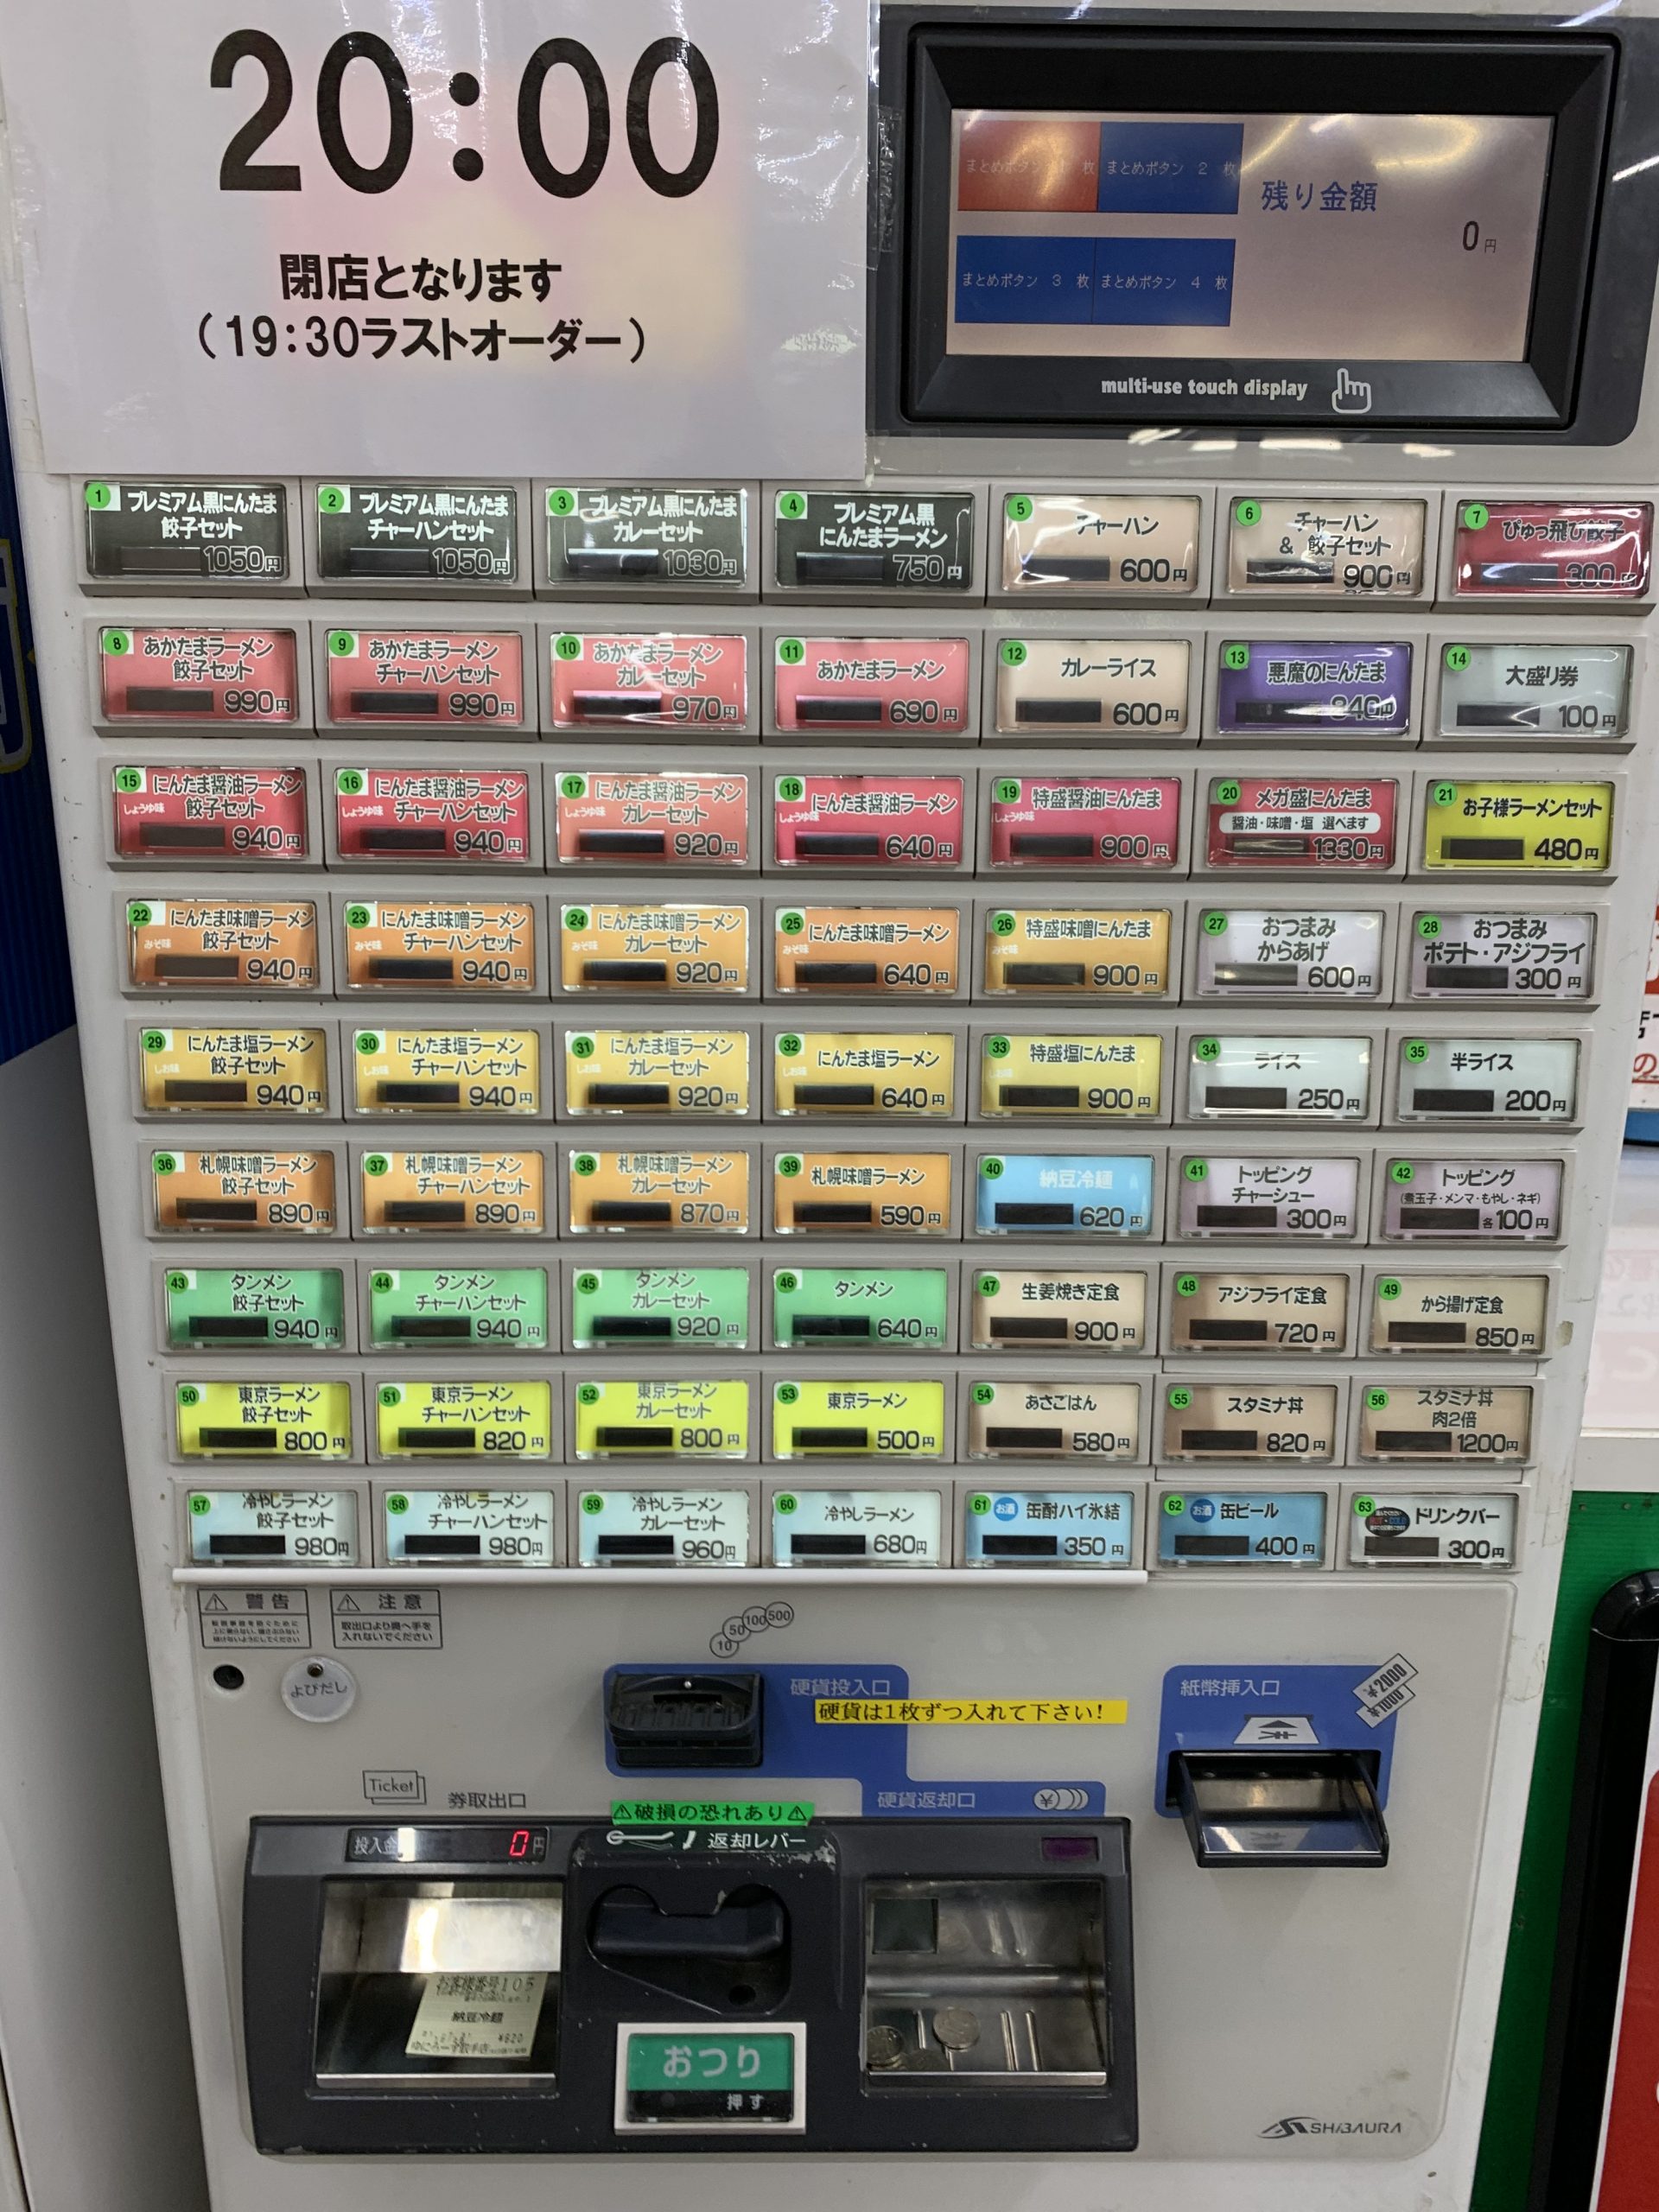 20:00
閉店となります
(19:30ラストオーダー)
まとめボタン 1 枚
まとめボタン 2 枚
まとめボタン 3 枚
まとめボタン 4 枚
残り金額
0円
multi-use touch display
1 プレミアム黒にんたま
餃子セット
1050円
2 プレミアム黒にんたま
チャーハンセット
1050円
3 プレミアム黒にんたま
カレーセット
1030円
4 プレミアム黒
にんたまラーメン
750円
5 チャーハン
600円
6 チャーハン
& 餃子セット
900円
7 ぴゅっ飛び餃子
300円
8 あかたまラーメン
餃子セット
990円
9 あかたまラーメン
チャーハンセット
990円
10 あかたまラーメン
カレーセット
970円
11 あかたまラーメン
690円
12 カレーライス
600円
13 悪魔のにんたま
840円
14 大盛り券
100円
15 にんたま醤油ラーメン
しょうゆ味 餃子セット
940円
16 にんたま醤油ラーメン
しょうゆ味 チャーハンセット
940円
17 にんたま醤油ラーメン
しょうゆ味 カレーセット
920円
18 にんたま醤油ラーメン
しょうゆ味
640円
19 特盛醤油にんたま
しょうゆ味
900円
20 メガ盛にんたま
醤油・味噌・塩 選べます
1330円
21 お子様ラーメンセット
480円
22 にんたま味噌ラーメン
みそ味 餃子セット
940円
23 にんたま味噌ラーメン
みそ味 チャーハンセット
940円
24 にんたま味噌ラーメン
みそ味 カレーセット
920円
25 にんたま味噌ラーメン
みそ味
640円
26 特盛味噌にんたま
みそ味
900円
27 おつまみ
からあげ
600円
28 おつまみ
ポテト・アジフライ
300円
29 にんたま塩ラーメン
しお味 餃子セット
940円
30 にんたま塩ラーメン
しお味 チャーハンセット
940円
31 にんたま塩ラーメン
しお味 カレーセット
920円
32 にんたま塩ラーメン
しお味
640円
33 特盛塩にんたま
しお味
900円
34 ライス
250円
35 半ライス
200円
36 札幌味噌ラーメン
餃子セット
890円
37 札幌味噌ラーメン
チャーハンセット
890円
38 札幌味噌ラーメン
カレーセット
870円
39 札幌味噌ラーメン
590円
40 納豆冷麺
620円
41 トッピング
チャーシュー
300円
42 トッピング
(煮玉子・メンマ・もやし・ネギ)
各100円
43 タンメン
餃子セット
940円
44 タンメン
チャーハンセット
940円
45 タンメン
カレーセット
920円
46 タンメン
640円
47 生姜焼き定食
900円
48 アジフライ定食
720円
49 から揚げ定食
850円
50 東京ラーメン
餃子セット
800円
51 東京ラーメン
チャーハンセット
820円
52 東京ラーメン
カレーセット
800円
53 東京ラーメン
500円
54 あさごはん
580円
55 スタミナ丼
820円
56 スタミナ丼
肉2倍
1200円
57 冷やしラーメン
餃子セット
980円
58 冷やしラーメン
チャーハンセット
980円
59 冷やしラーメン
カレーセット
960円
60 冷やしラーメン
680円
61 お酒 缶酎ハイ氷結
350円
62 お酒 缶ビール
400円
63 ドリンクバー
300円
警告
注意
取出口より奥へ手を
入れないでください
よびだし
10 50 100 500
硬貨投入口
硬貨は1枚ずつ入れて下さい!
紙幣挿入口
¥2000
¥1000
Ticket
券取出口
硬貨返却口
⚠破損の恐れあり⚠
返却レバー
投入金
0円
お客様番号105
納豆冷麺
¥620
おつり
押す
SHIBAURA